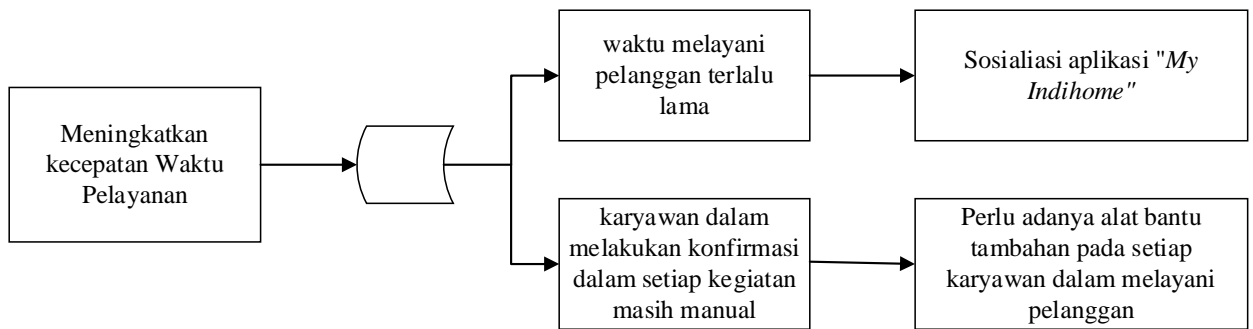 Meningkatkan
kecepatan Waktu
Pelayanan
waktu melayani
pelanggan terlalu
lama
Sosialiasi aplikasi "My
Indihome"
karyawan dalam
melakukan konfirmasi
dalam setiap kegiatan
masih manual
Perlu adanya alat bantu
tambahan pada setiap
karyawan dalam melayani
pelanggan